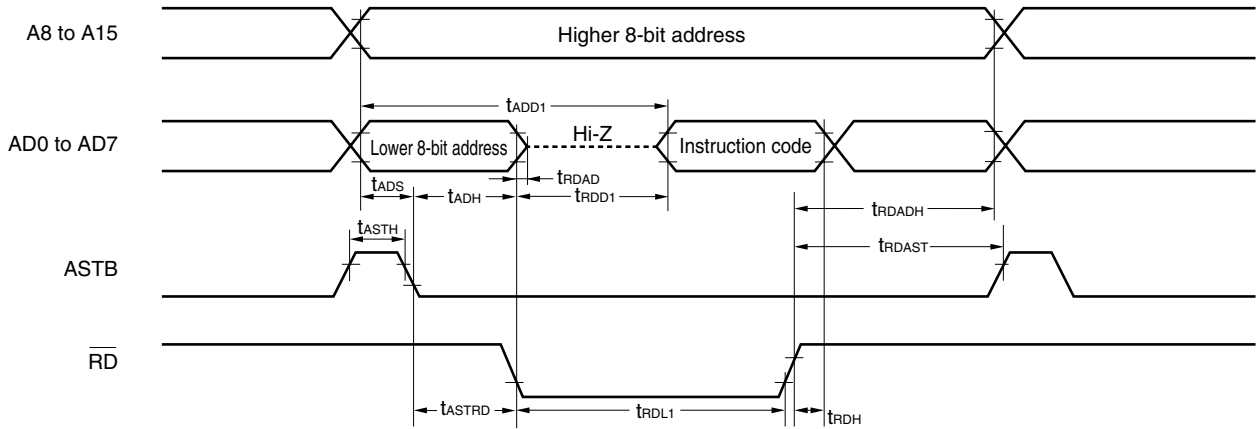 A8 to A15
Higher 8-bit address
tADD1
AD0 to AD7
Lower 8-bit address
Hi-Z
Instruction code
tRDAD
tADS
tADH
tRDD1
tRDADH
tASTH
tRDAST
ASTB
RD
tASTRD
tRDL1
tRDH